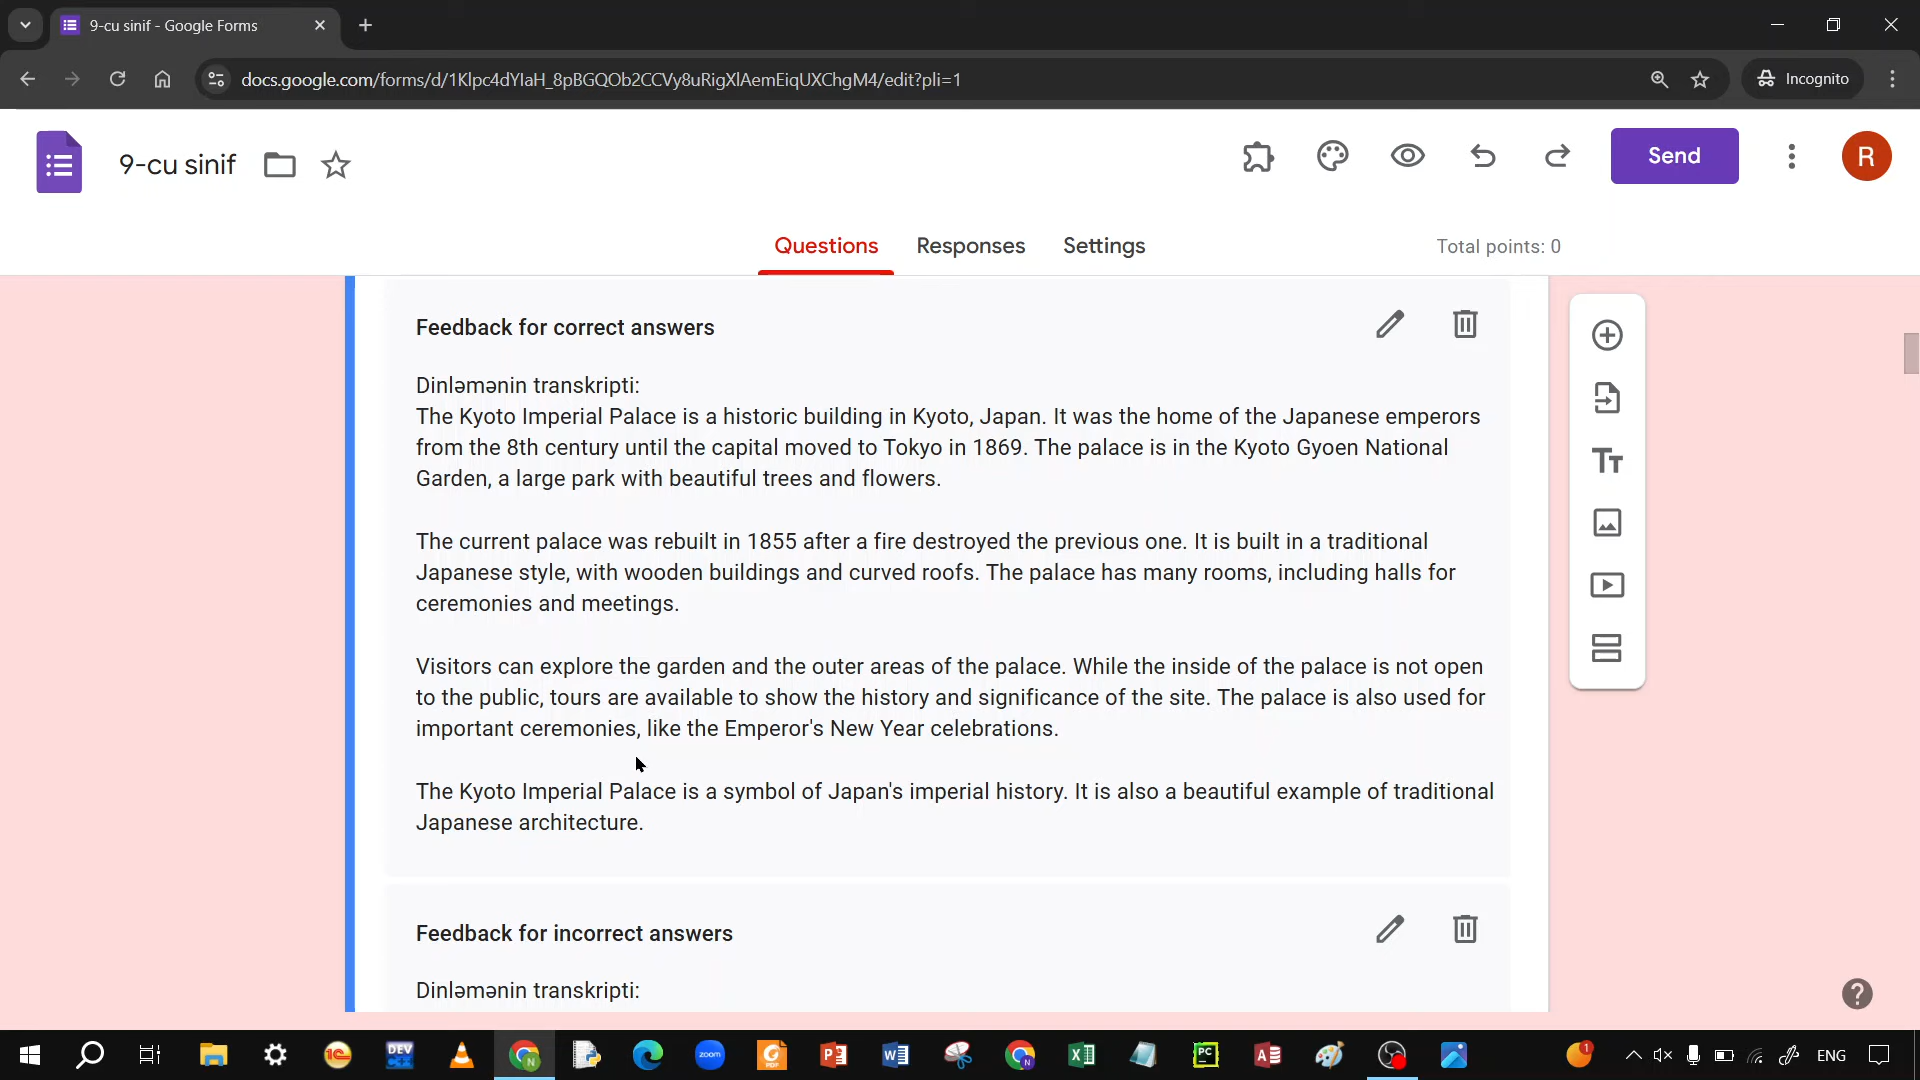 9-cu sinif - Google Forms
docs.google.com/forms/d/1Klpc4dYIaH_8pBGQOb2CCVy8uRigXlAemEiqUXChgM4/edit?pli=1
Incognito
9-cu sinif
Send
R
Questions
Responses
Settings
Total points: 0
Feedback for correct answers
Dinləmənin transkripti:
The Kyoto Imperial Palace is a historic building in Kyoto, Japan. It was the home of the Japanese emperors
from the 8th century until the capital moved to Tokyo in 1869. The palace is in the Kyoto Gyoen National
Garden, a large park with beautiful trees and flowers.
The current palace was rebuilt in 1855 after a fire destroyed the previous one. It is built in a traditional
Japanese style, with wooden buildings and curved roofs. The palace has many rooms, including halls for
ceremonies and meetings.
Visitors can explore the garden and the outer areas of the palace. While the inside of the palace is not open
to the public, tours are available to show the history and significance of the site. The palace is also used for
important ceremonies, like the Emperor's New Year celebrations.
The Kyoto Imperial Palace is a symbol of Japan's imperial history. It is also a beautiful example of traditional
Japanese architecture.
Feedback for incorrect answers
Dinləmənin transkripti:
ENG